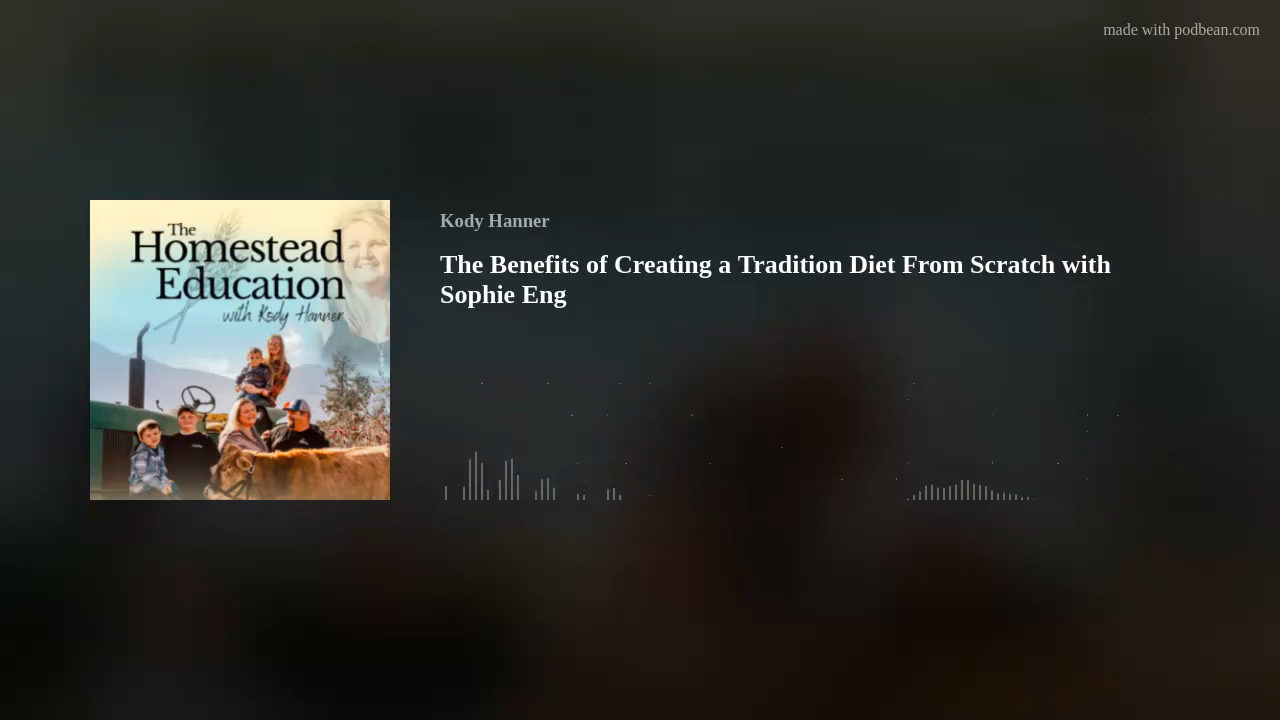 made with podbean.com
The
Homestead
Education
with Kody Hanner
Kody Hanner
The Benefits of Creating a Tradition Diet From Scratch with
Sophie Eng